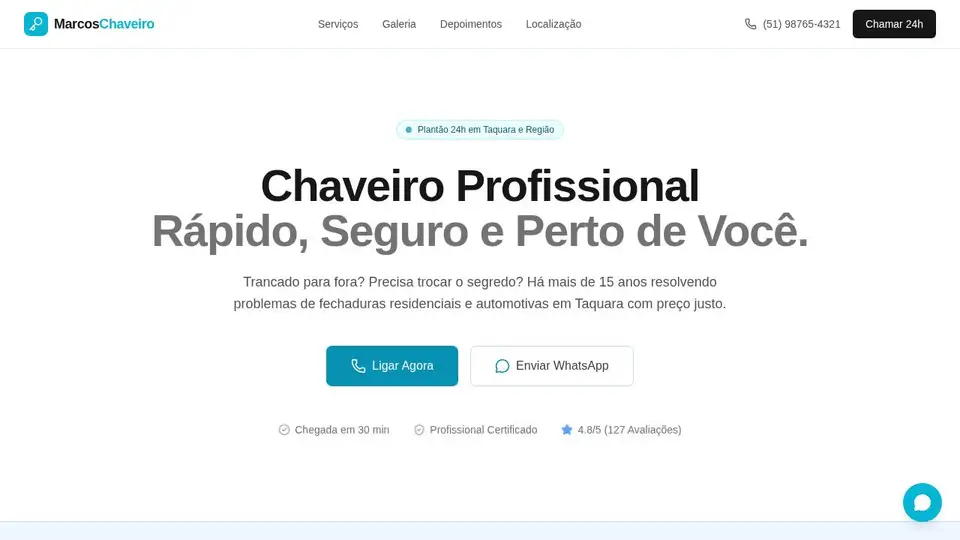 MarcosChaveiro
Serviços
Galeria
Depoimentos
Localização
(51) 98765-4321
Chamar 24h
Plantão 24h em Taquara e Região
Chaveiro Profissional
Rápido, Seguro e Perto de Você.
Trancado para fora? Precisa trocar o segredo? Há mais de 15 anos resolvendo
problemas de fechaduras residenciais e automotivas em Taquara com preço justo.
Ligar Agora
Enviar WhatsApp
Chegada em 30 min
Profissional Certificado
4.8/5 (127 Avaliações)